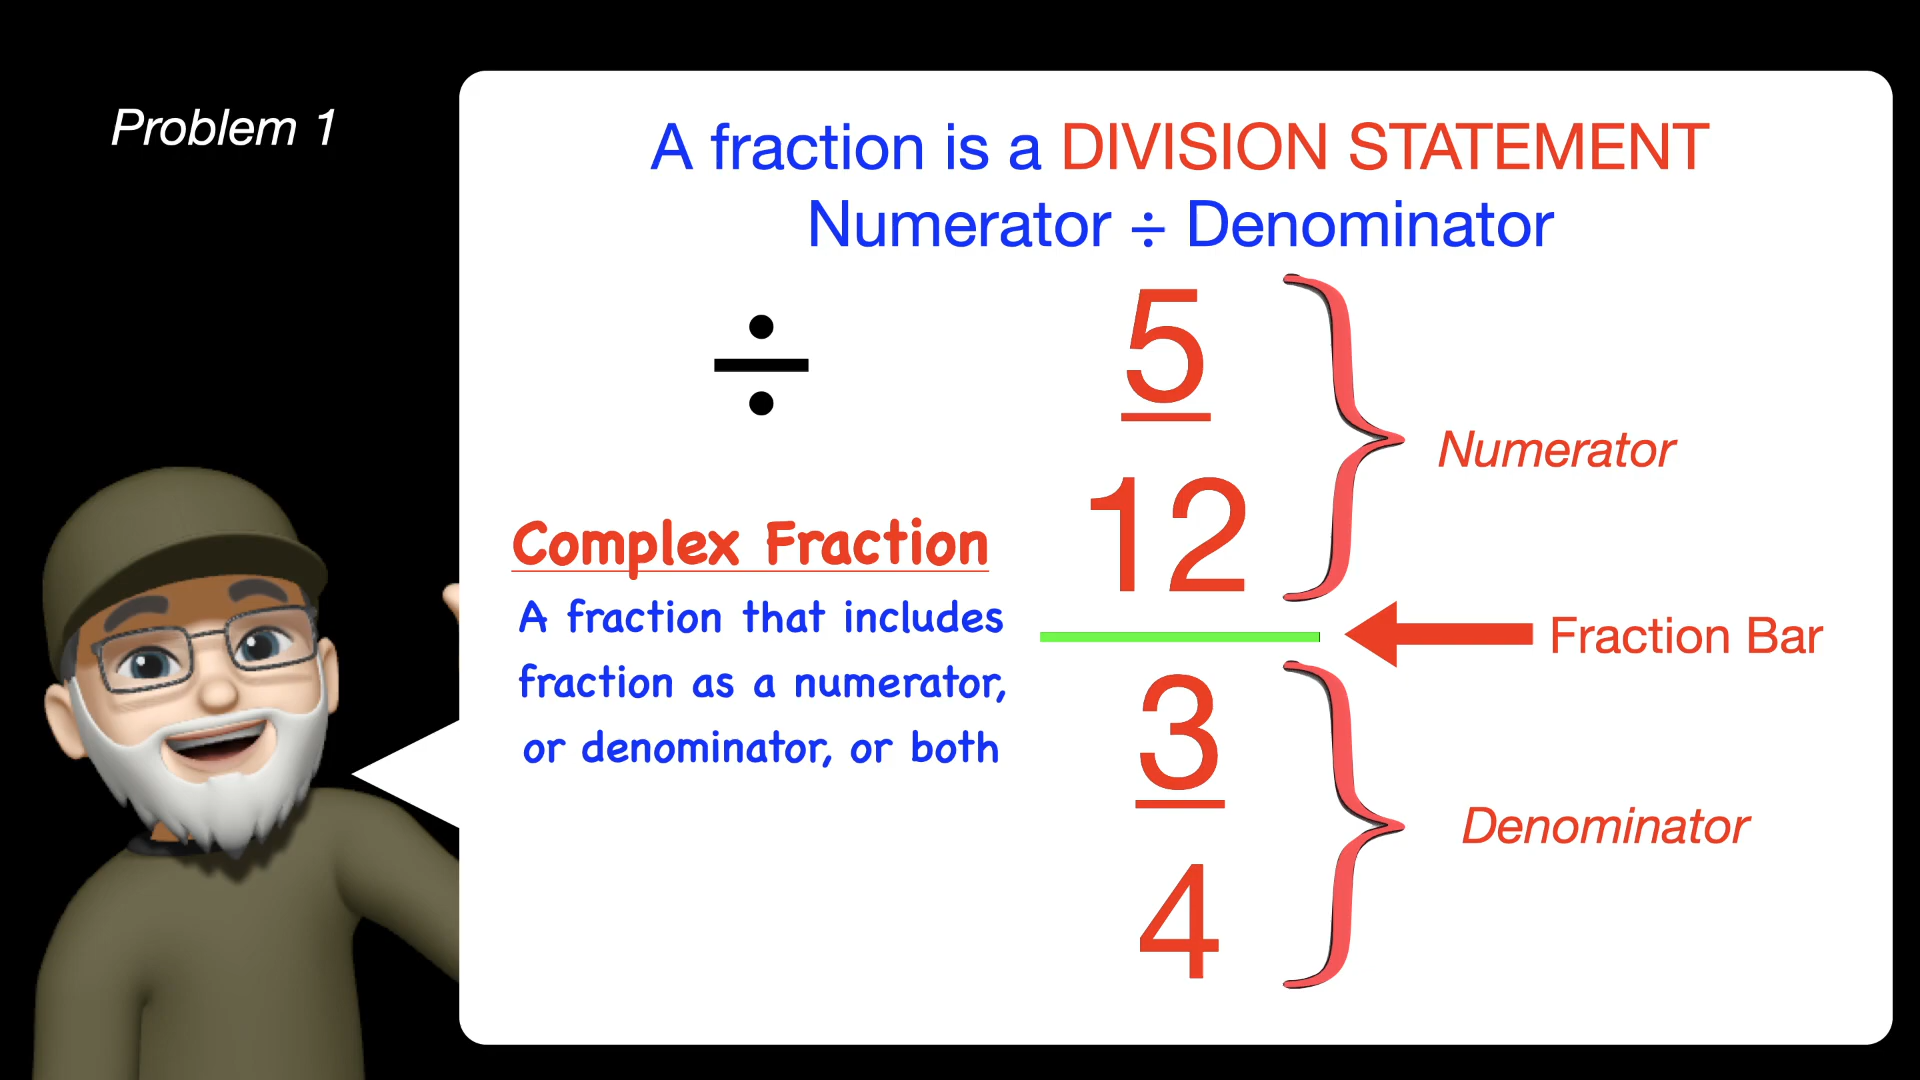 Problem 1
A fraction is a DIVISION STATEMENT
Numerator ÷ Denominator
÷
5
12
Numerator
Complex Fraction
A fraction that includes
fraction as a numerator,
or denominator, or both
Fraction Bar
3
4
Denominator